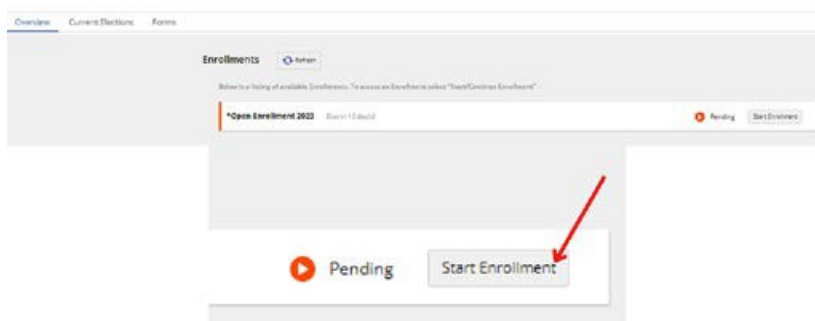 Overview Current Elections Forms
Enrollments Refresh
Below is a listing of available Enrollments. To access an Enrollment select "Start/Continue Enrollment"
*Open Enrollment 2023
Pending Start Enrollment
Pending Start Enrollment